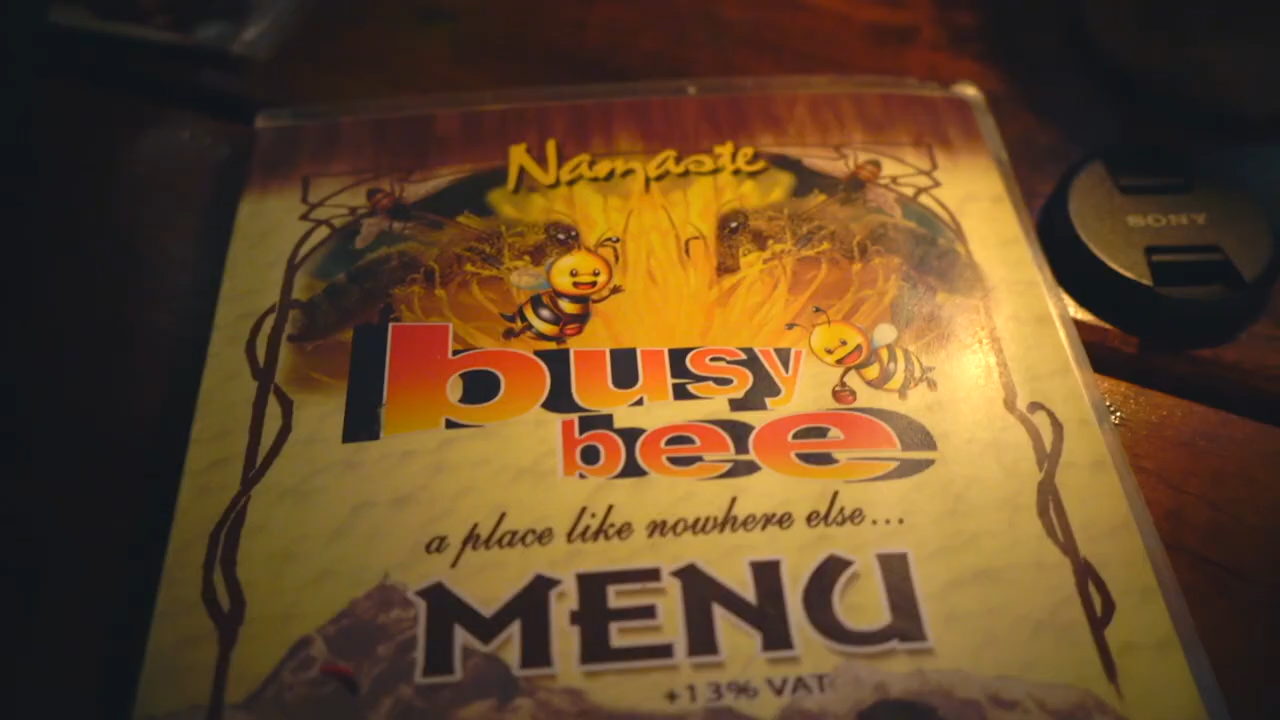 Namaste
SONY
busy
bee
a place like nowhere else...
MENU
+13% VAT